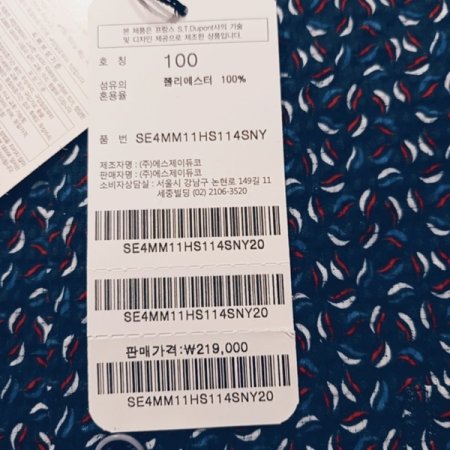 본 제품은 프랑스 S.T.Dupont사의 기술
및 디자인 제공으로 제조한 상품입니다.
호 칭 100
섬유의 폴리에스터 100%
혼용율
품 번 SE4MM11HS114SNY
제조자명 : (주)에스제이듀코
판매자명 : (주)에스제이듀코
소비자상담실 : 서울시 강남구 논현로 149길 11
세중빌딩 (02) 2106-3520
SE4MM11HS114SNY20
SE4MM11HS114SNY20
판매가격:₩219,000
SE4MM11HS114SNY20